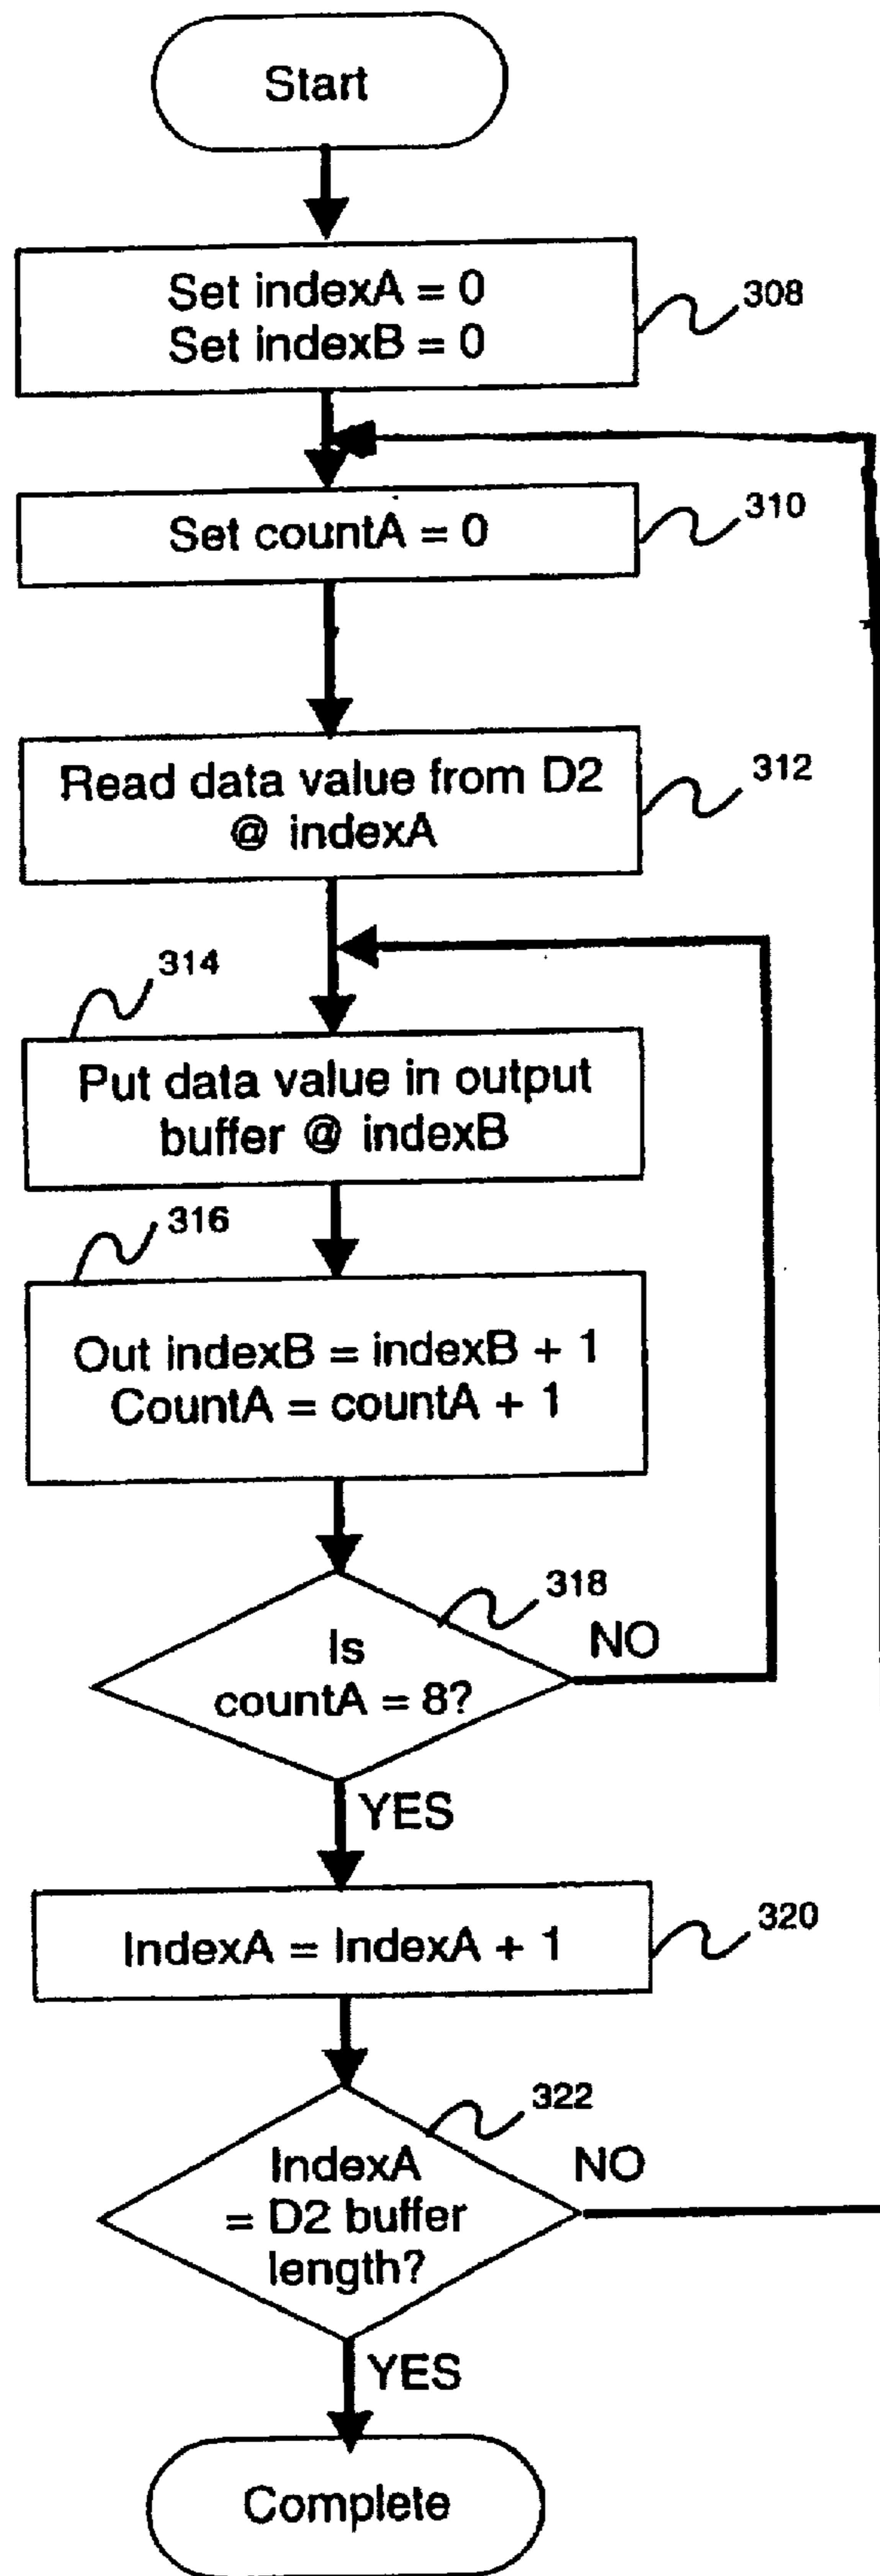 Start
Set indexA = 0
Set indexB = 0
308
Set countA = 0
310
Read data value from D2
@ indexA
312
314
Put data value in output
buffer @ indexB
316
Out indexB = indexB + 1
CountA = countA + 1
318
Is
countA = 8?
NO
YES
IndexA = IndexA + 1
320
322
IndexA
= D2 buffer
length?
NO
YES
Complete